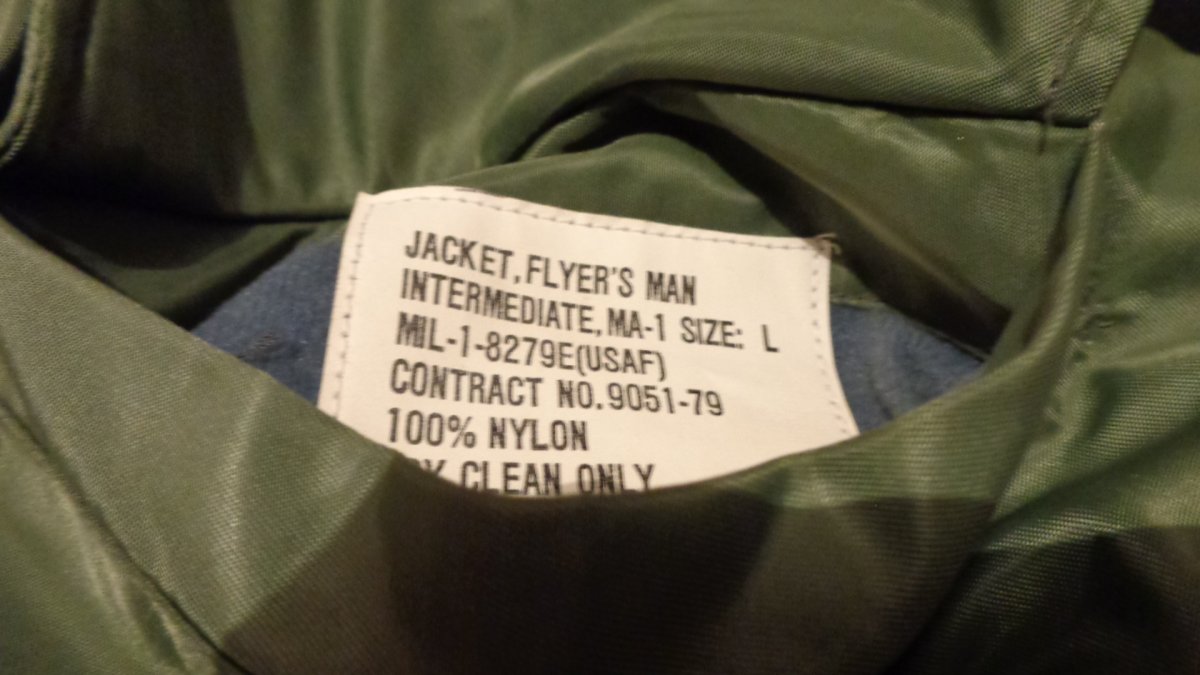 JACKET, FLYER'S MAN
INTERMEDIATE, MA-1 SIZE: L
MIL-1-8279E(USAF)
CONTRACT NO. 9051-79
100% NYLON
CLEAN ONLY